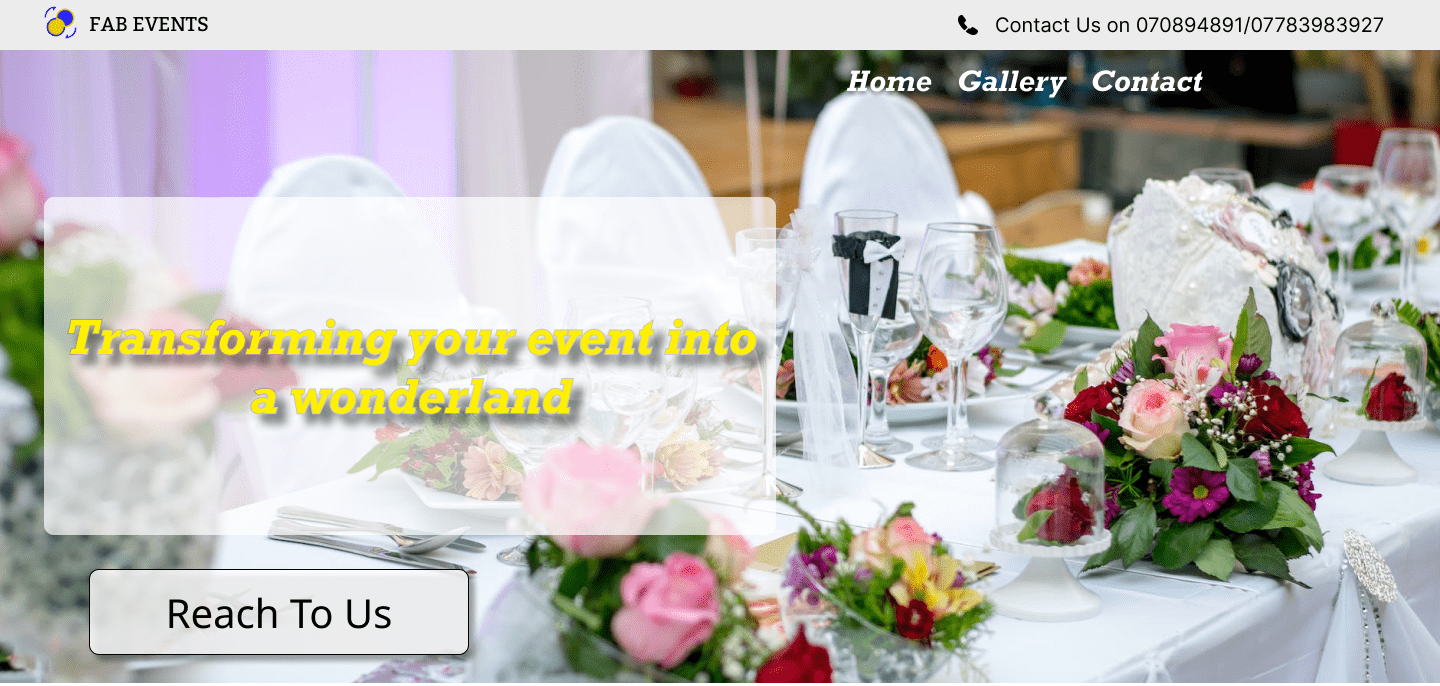 FAB EVENTS
Contact Us on 070894891/07783983927
Home Gallery Contact
Transforming your event into
a wonderland
Reach To Us